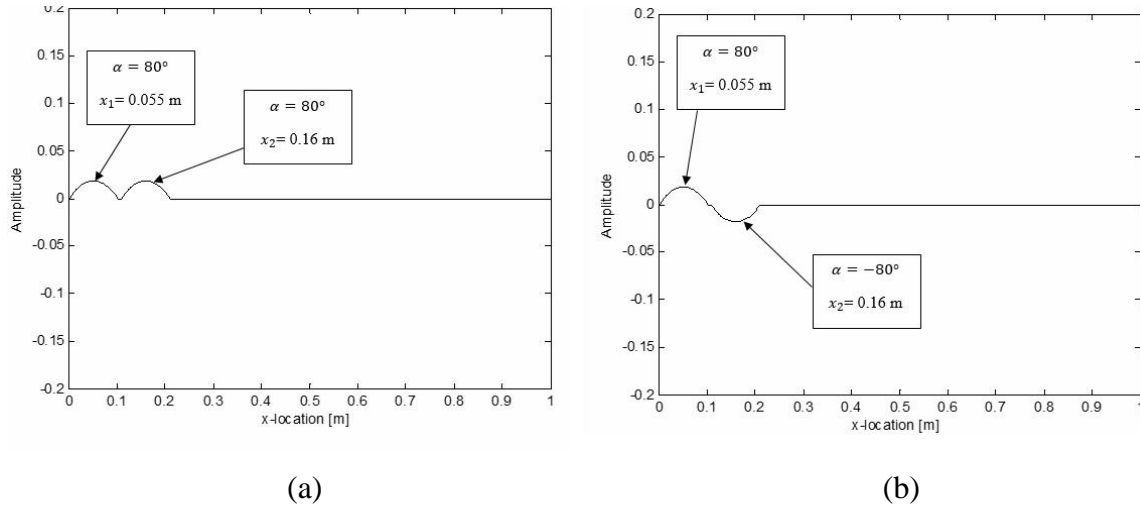 0.2
0.15
0.1
0.05
0
-0.05
-0.1
-0.15
-0.2
Amplitude
α = 80°
x₁= 0.055 m
α = 80°
x₂= 0.16 m
0 0.1 0.2 0.3 0.4 0.5 0.6 0.7 0.8 0.9 1
x-location [m]
(a)
0.2
0.15
0.1
0.05
0
-0.05
-0.1
-0.15
-0.2
Amplitude
α = 80°
x₁= 0.055 m
α = −80°
x₂= 0.16 m
0 0.1 0.2 0.3 0.4 0.5 0.6 0.7 0.8 0.9 1
x-location [m]
(b)